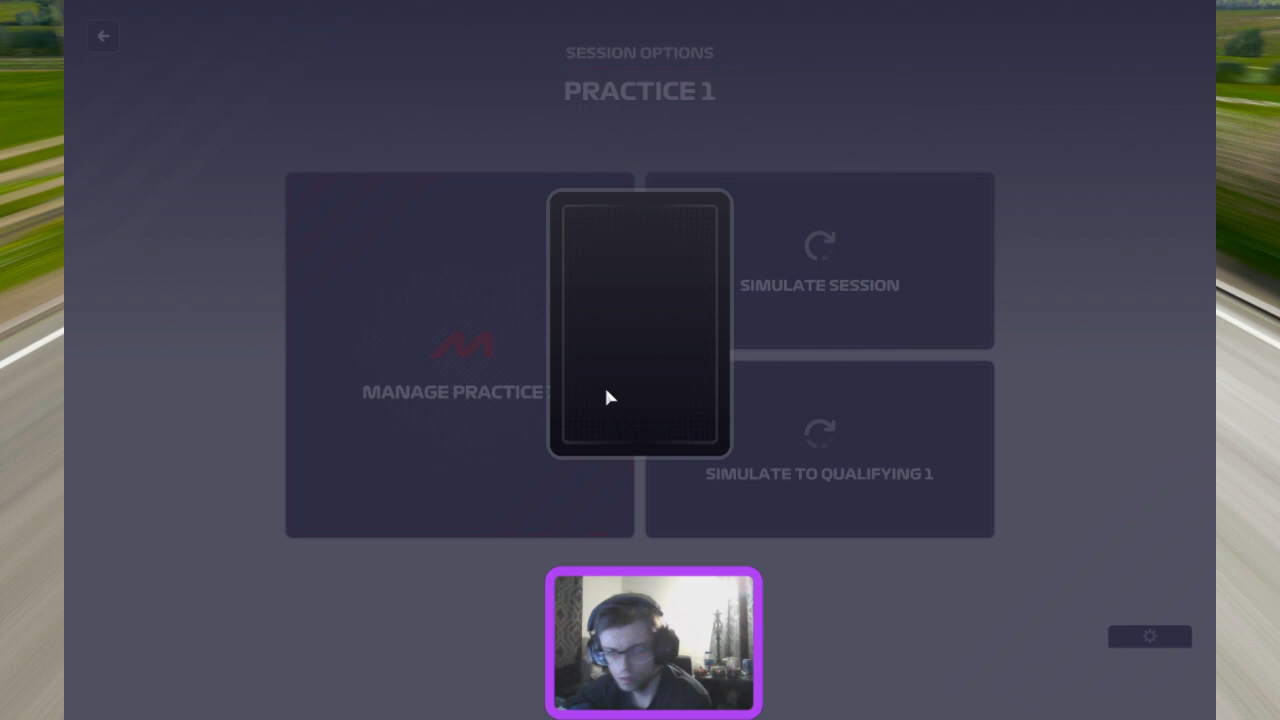 SESSION OPTIONS
PRACTICE 1
MANAGE PRACTICE
SIMULATE SESSION
SIMULATE TO QUALIFYING 1